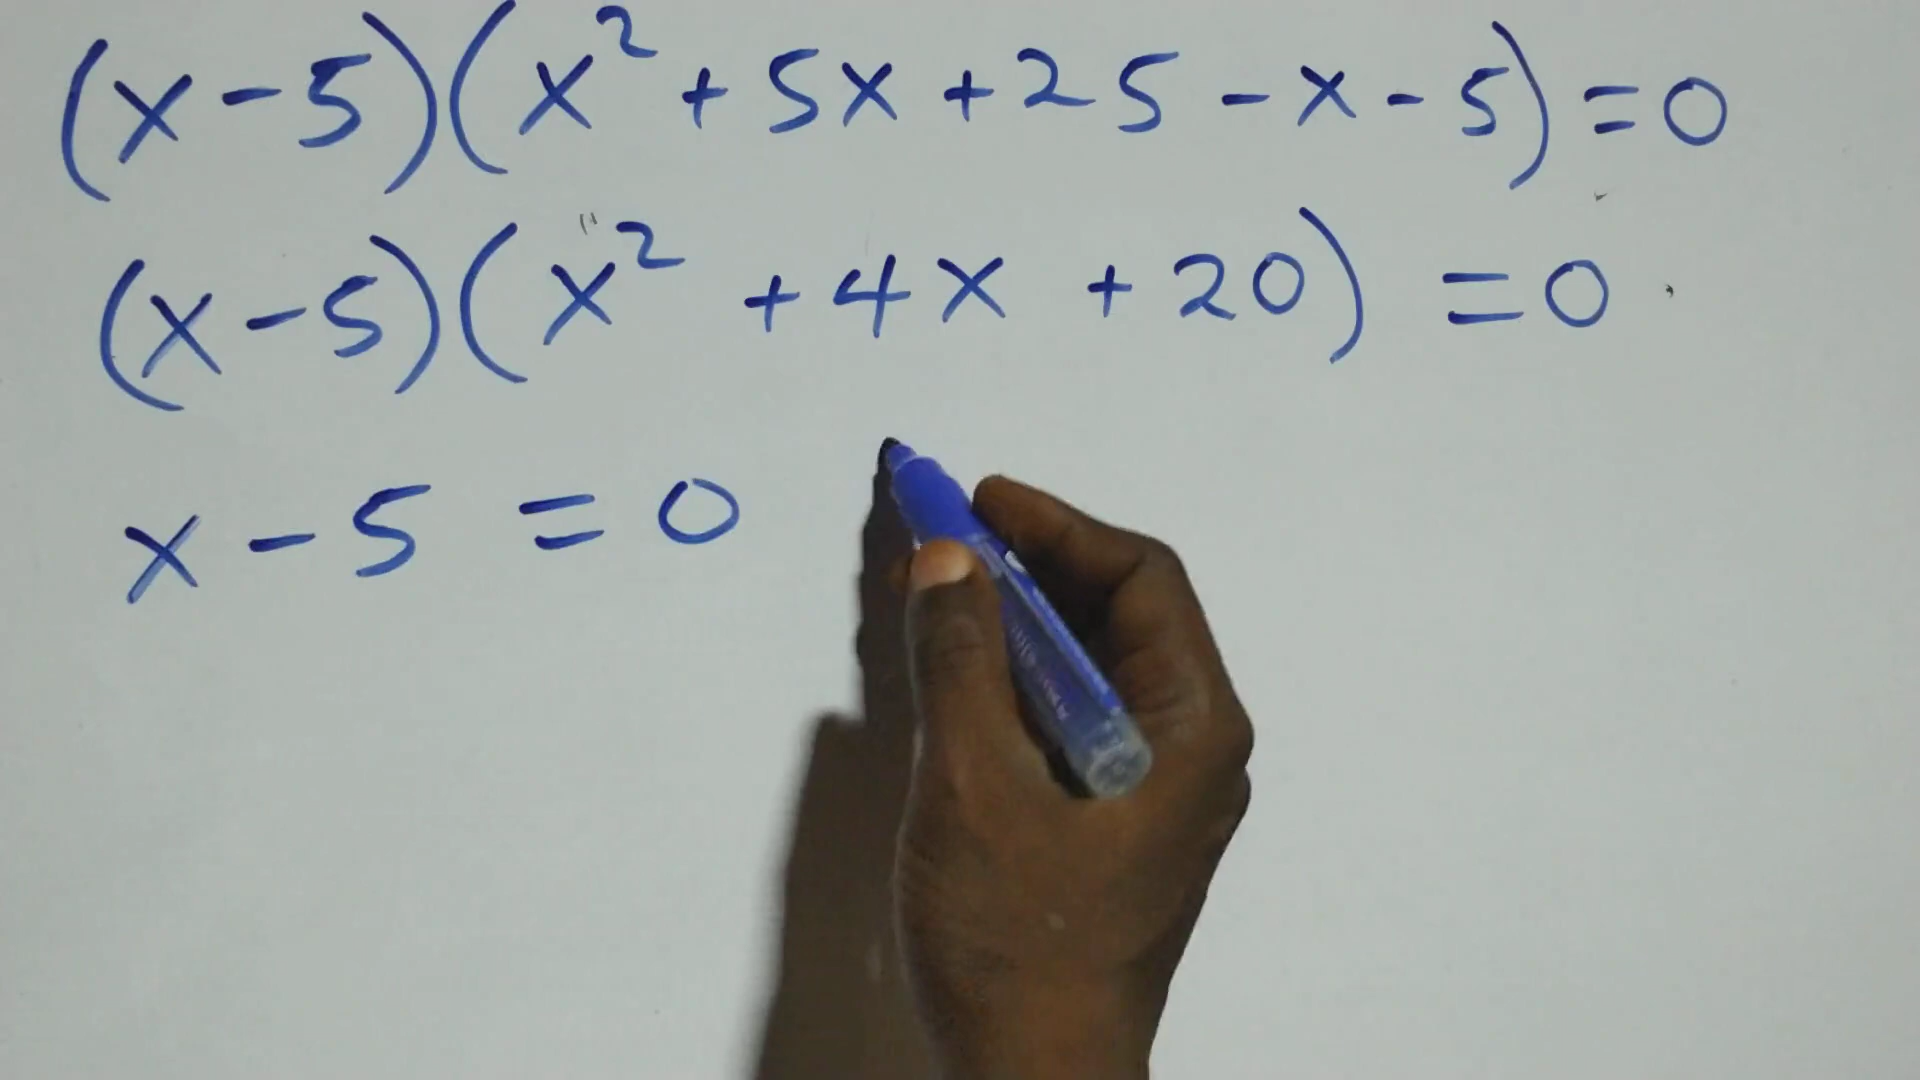 (x - 5)(x² + 5x + 25 - x - 5) = 0
(x - 5)(x² + 4x + 20) = 0
x - 5 = 0